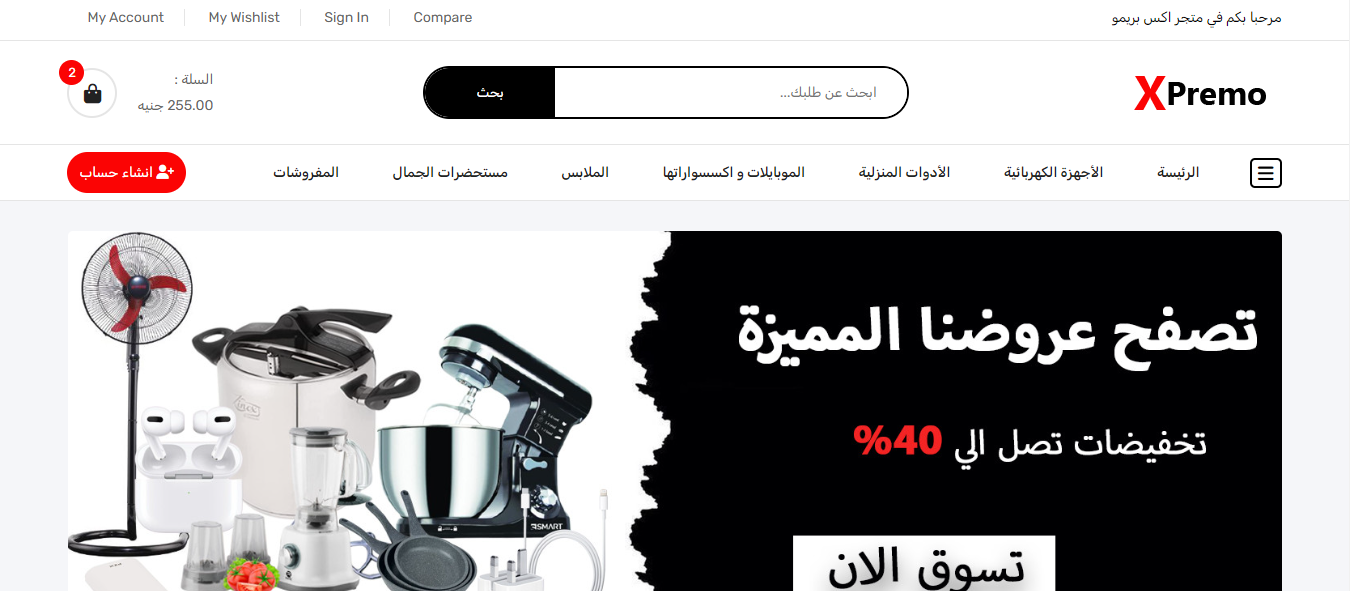 مرحبا بكم في متجر اكس بريمو
My Account
My Wishlist
Sign In
Compare
XPremo
ابحث عن طلبك...
بحث
السلة :
255.00 جنيه
2
الرئيسة
الأجهزة الكهربائية
الأدوات المنزلية
الموبايلات و اكسسواراتها
الملابس
مستحضرات الجمال
المفروشات
انشاء حساب
تصفح عروضنا المميزة
تخفيضات تصل الي 40%
تسوق الان
SMART